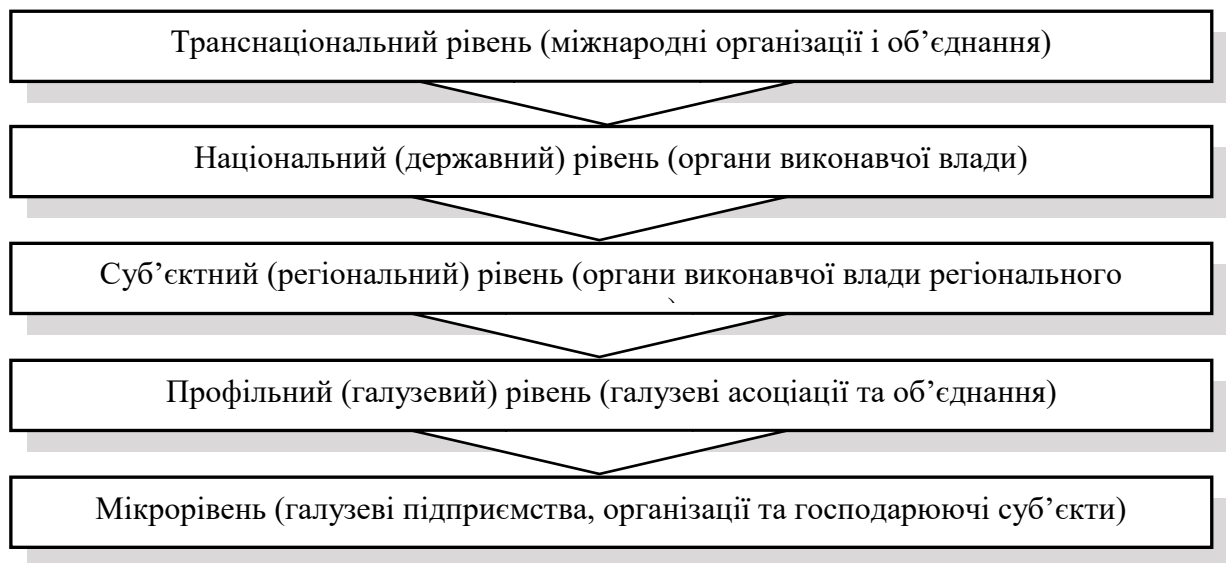 Транснаціональний рівень (міжнародні організації і об’єднання)
Національний (державний) рівень (органи виконавчої влади)
Суб’єктний (регіональний) рівень (органи виконавчої влади регіонального
Профільний (галузевий) рівень (галузеві асоціації та об’єднання)
Мікрорівень (галузеві підприємства, організації та господарюючі суб’єкти)